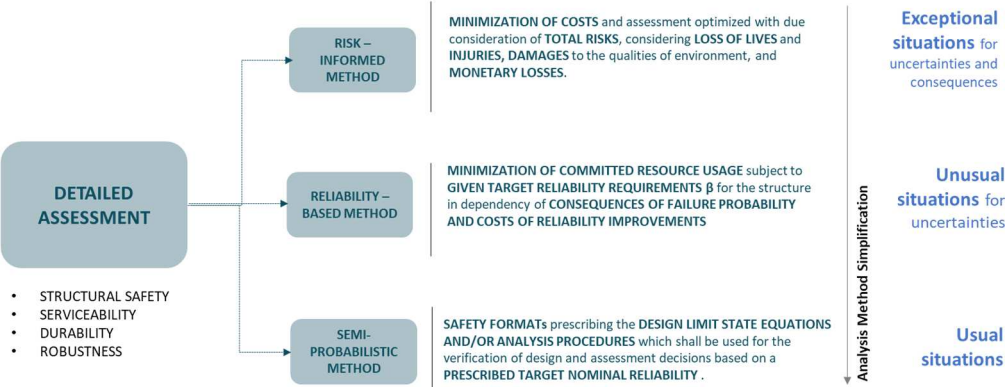 RISK –
INFORMED
METHOD
MINIMIZATION OF COSTS and assessment optimized with due
consideration of TOTAL RISKS, considering LOSS OF LIVES and
INJURIES, DAMAGES to the qualities of environment, and
MONETARY LOSSES.
Exceptional
situations for
uncertainties and
consequences
DETAILED
ASSESSMENT
• STRUCTURAL SAFETY
• SERVICEABILITY
• DURABILITY
• ROBUSTNESS
RELIABILITY –
BASED METHOD
MINIMIZATION OF COMMITTED RESOURCE USAGE subject to
GIVEN TARGET RELIABILITY REQUIREMENTS β for the structure
in dependency of CONSEQUENCES OF FAILURE PROBABILITY
AND COSTS OF RELIABILITY IMPROVEMENTS
Unusual
situations for
uncertainties
Analysis Method Simplification
SEMI-
PROBABILISTIC
METHOD
SAFETY FORMATs prescribing the DESIGN LIMIT STATE EQUATIONS
AND/OR ANALYSIS PROCEDURES which shall be used for the
verification of design and assessment decisions based on a
PRESCRIBED TARGET NOMINAL RELIABILITY .
Usual
situations